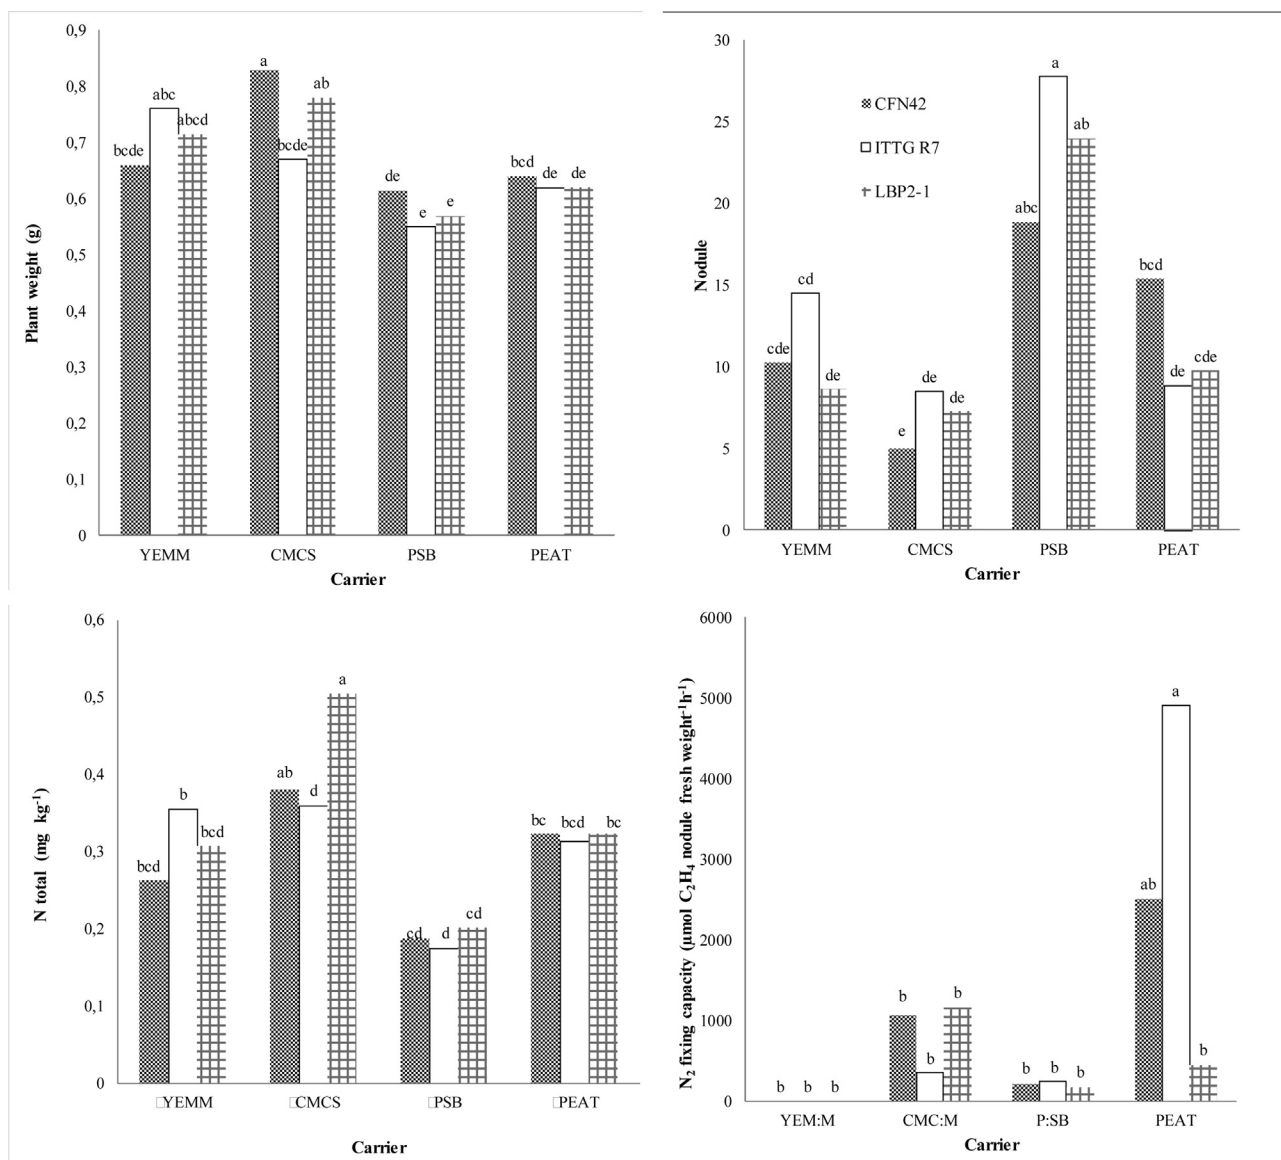 0,9
0,8
0,7
0,6
0,5
0,4
0,3
0,2
0,1
0
Plant weight (g)
bcde abc abcd
a bcde ab
de e e
bcd de de
YEMM CMCS PSB PEAT
Carrier
30
25
20
15
10
5
0
Nodule
CFN42
ITTG R7
LBP2-1
cde cd de
e de de
abc a ab
bcd de cde
YEMM CMCS PSB PEAT
Carrier
0,6
0,5
0,4
0,3
0,2
0,1
0
N total (mg kg⁻¹)
bcd b bcd
ab d a
cd d cd
bc bcd bc
□YEMM □CMCS □PSB □PEAT
Carrier
6000
5000
4000
3000
2000
1000
0
N₂ fixing capacity (µmol C₂H₄ nodule fresh weight⁻¹h⁻¹)
b b b
b b b
b b b
ab a b
YEM:M CMC:M P:SB PEAT
Carrier